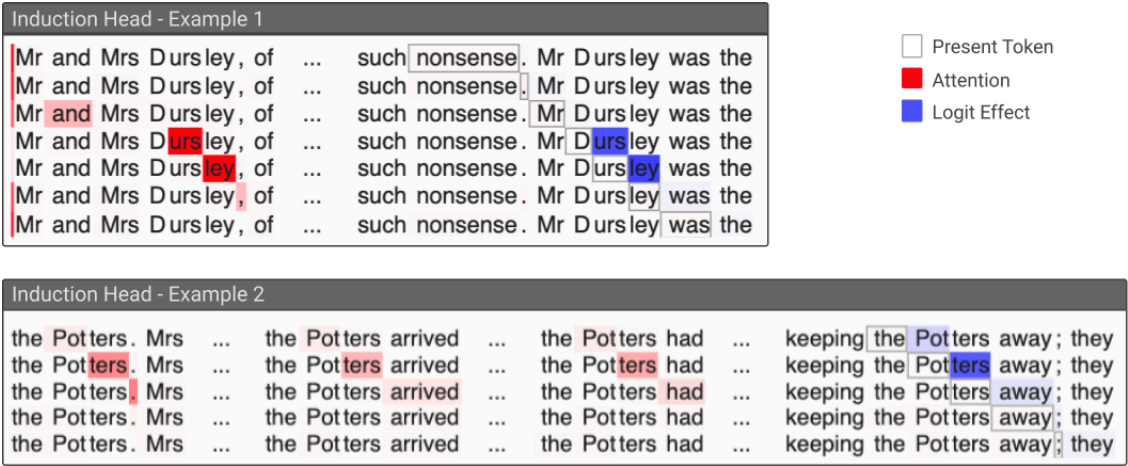 Induction Head - Example 1
Mr and Mrs Dursley, of ... such nonsense. Mr Dursley was the
Mr and Mrs Dursley, of ... such nonsense. Mr Dursley was the
Mr and Mrs Dursley, of ... such nonsense. Mr Dursley was the
Mr and Mrs Dursley, of ... such nonsense. Mr Dursley was the
Mr and Mrs Dursley, of ... such nonsense. Mr Dursley was the
Mr and Mrs Dursley, of ... such nonsense. Mr Dursley was the
Mr and Mrs Dursley, of ... such nonsense. Mr Dursley was the
Present Token
Attention
Logit Effect
Induction Head - Example 2
the Potters. Mrs ... the Potters arrived ... the Potters had ... keeping the Potters away; they
the Potters. Mrs ... the Potters arrived ... the Potters had ... keeping the Potters away; they
the Potters. Mrs ... the Potters arrived ... the Potters had ... keeping the Potters away; they
the Potters. Mrs ... the Potters arrived ... the Potters had ... keeping the Potters away; they
the Potters. Mrs ... the Potters arrived ... the Potters had ... keeping the Potters away; they